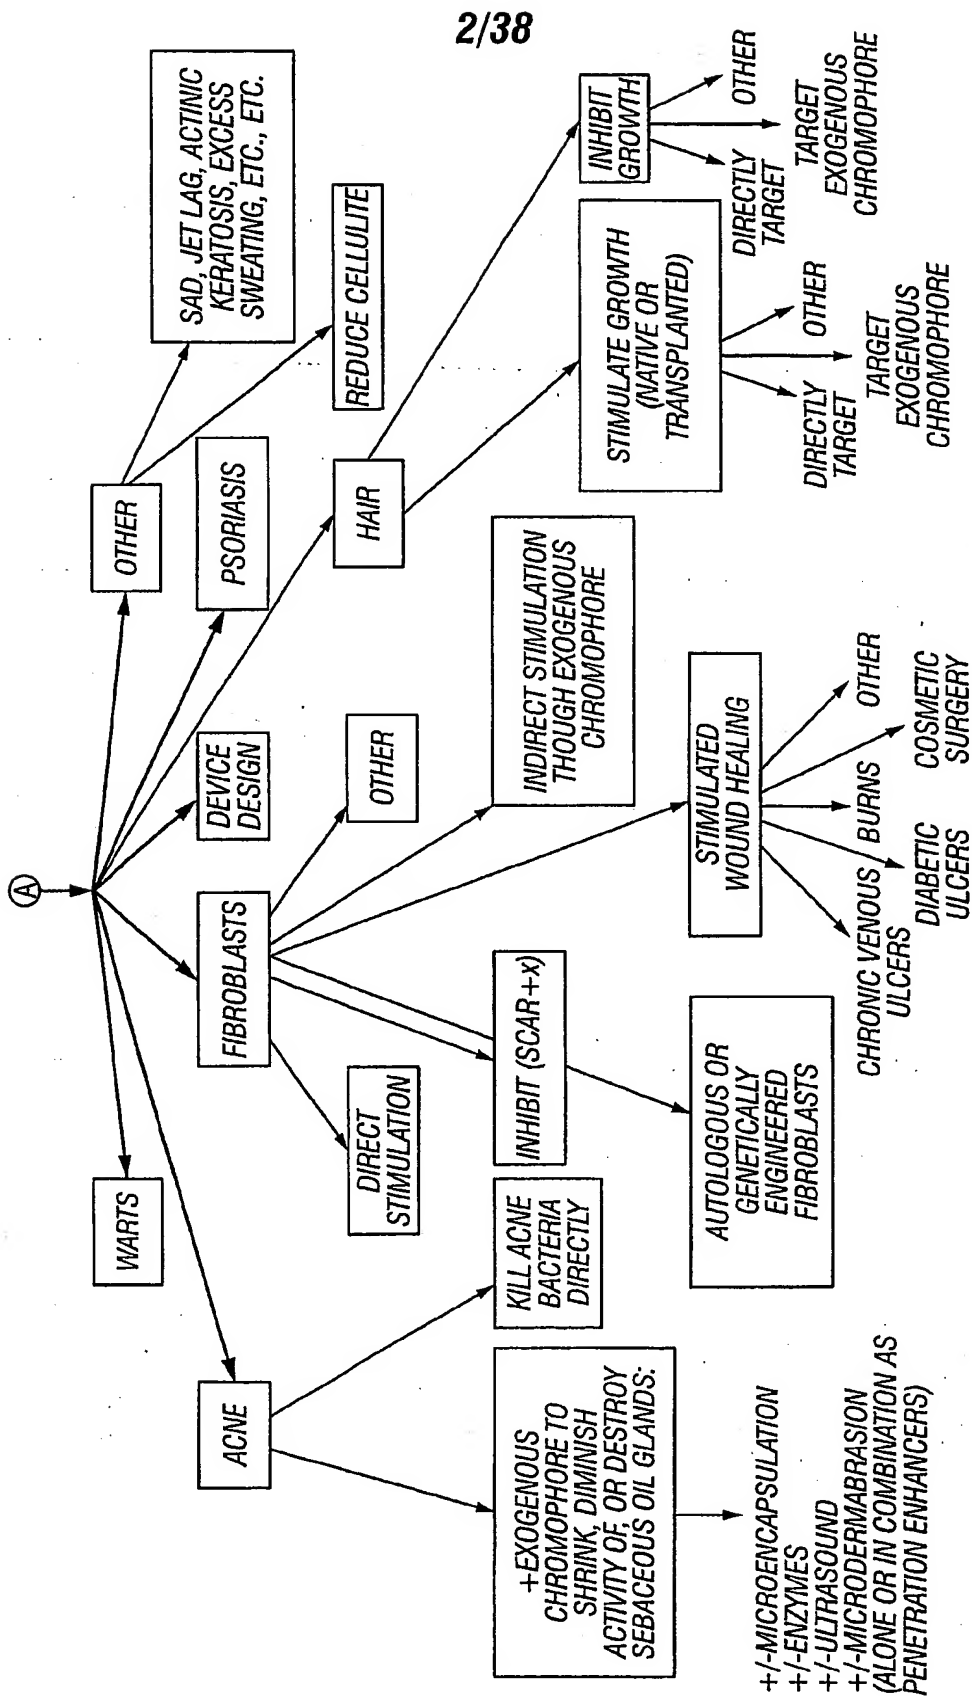 2/38
A
WARTS
OTHER
SAD, JET LAG, ACTINIC
KERATOSIS, EXCESS
SWEATING, ETC., ETC.
ACNE
FIBROBLASTS
DEVICE
DESIGN
PSORIASIS
REDUCE CELLULITE
DIRECT
STIMULATION
OTHER
HAIR
+EXOGENOUS
CHROMOPHORE TO
SHRINK, DIMINISH
ACTIVITY OF, OR DESTROY
SEBACEOUS OIL GLANDS:
KILL ACNE
BACTERIA
DIRECTLY
INHIBIT (SCAR+x)
INDIRECT STIMULATION
THOUGH EXOGENOUS
CHROMOPHORE
STIMULATE GROWTH
(NATIVE OR
TRANSPLANTED)
INHIBIT
GROWTH
+/-MICROENCAPSULATION
+/-ENZYMES
+/-ULTRASOUND
+/-MICRODERMABRASION
(ALONE OR IN COMBINATION AS
PENETRATION ENHANCERS)
AUTOLOGOUS OR
GENETICALLY
ENGINEERED
FIBROBLASTS
STIMULATED
WOUND HEALING
CHRONIC VENOUS
ULCERS
DIABETIC
ULCERS
BURNS
COSMETIC
SURGERY
OTHER
DIRECTLY
TARGET
TARGET
EXOGENOUS
CHROMOPHORE
OTHER
DIRECTLY
TARGET
TARGET
EXOGENOUS
CHROMOPHORE
OTHER